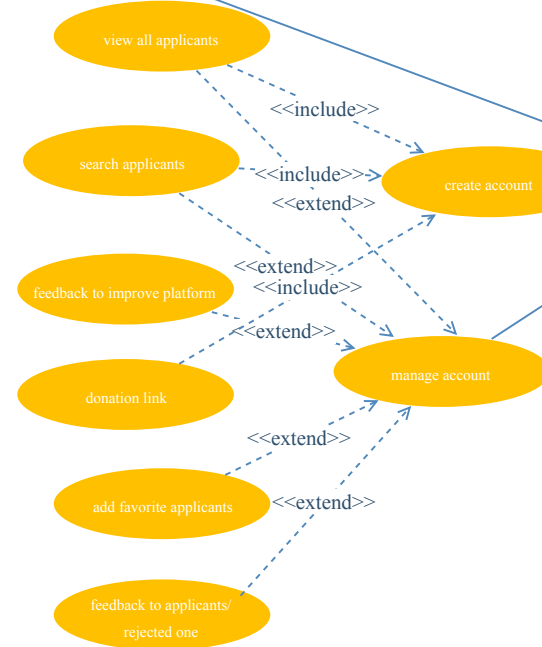 view all applicants
<<include>>
search applicants
<<include>>
create account
<<extend>>
<<extend>>
<<include>>
feedback to improve platform
<<extend>>
manage account
donation link
<<extend>>
add favorite applicants
<<extend>>
feedback to applicants/
rejected one